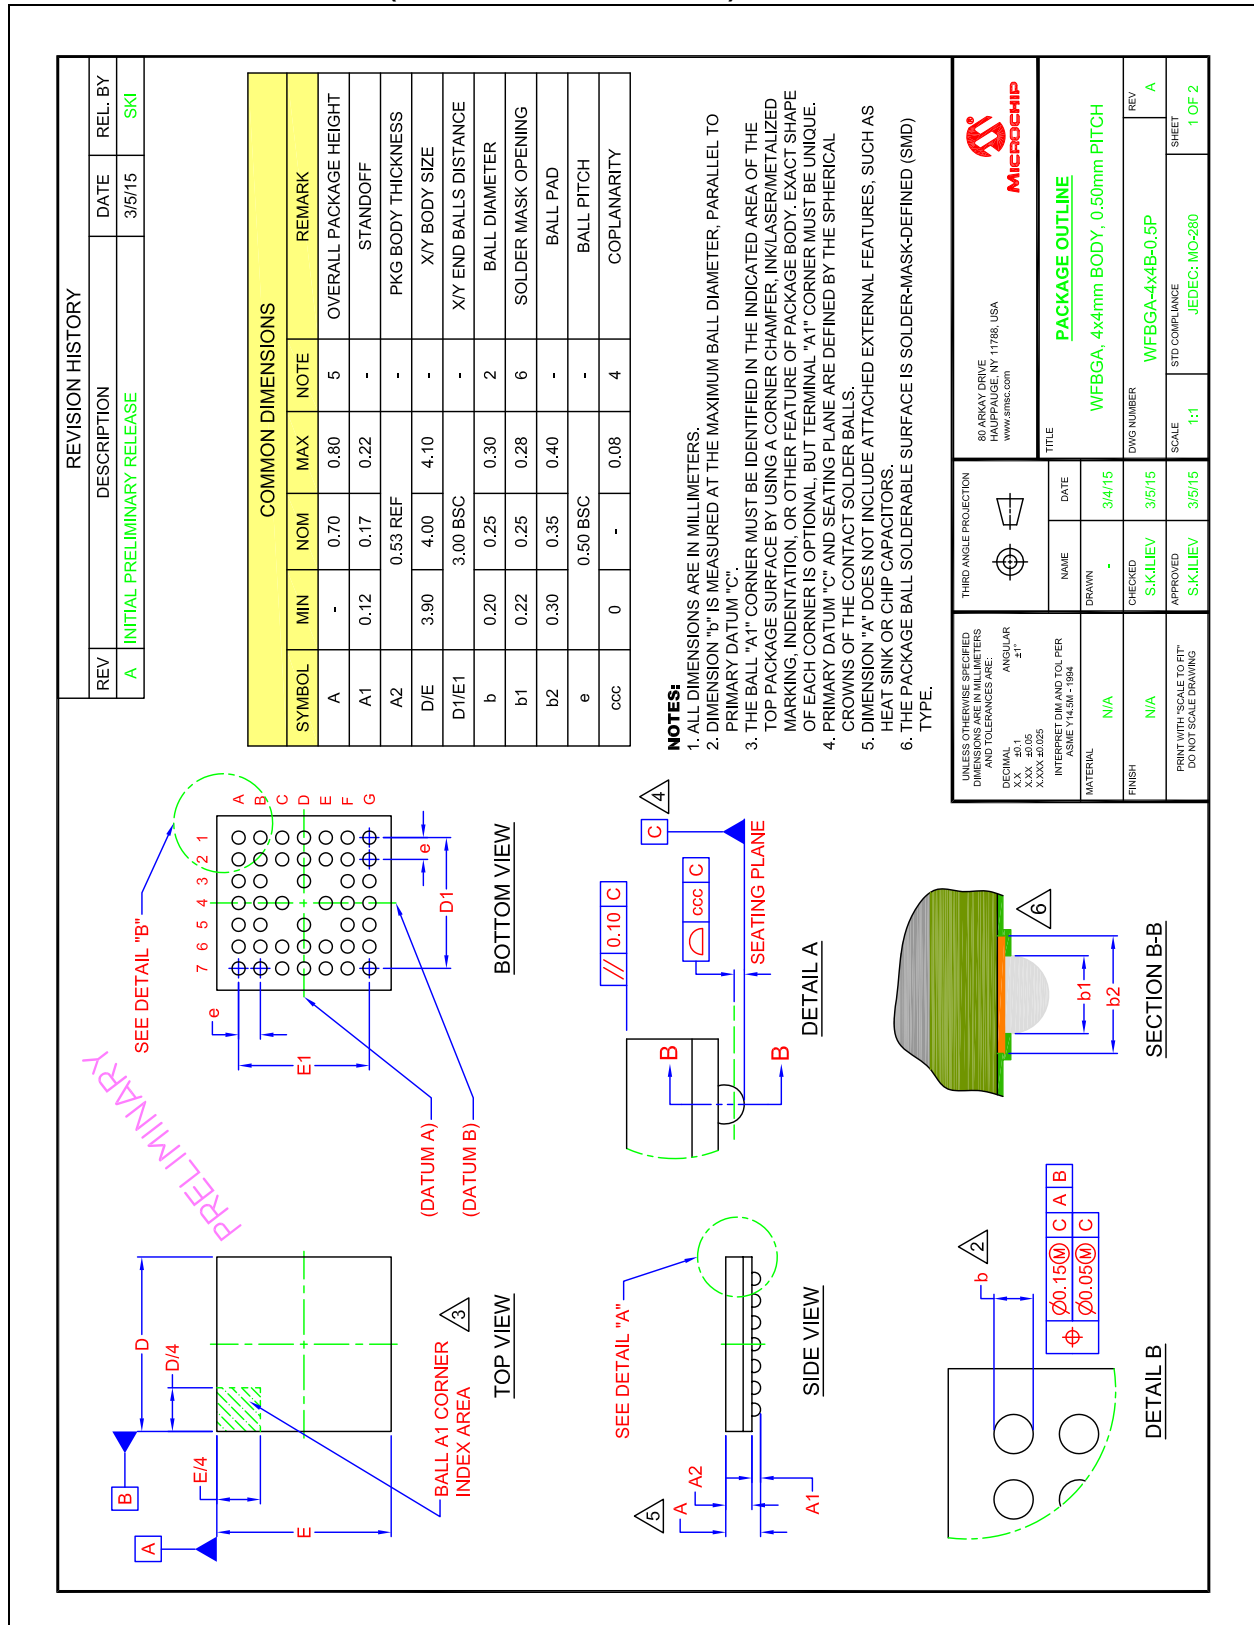 REVISION HISTORY
REV DESCRIPTION DATE REL. BY
A INITIAL PRELIMINARY RELEASE 3/5/15 SKI
COMMON DIMENSIONS
SYMBOL MIN NOM MAX NOTE REMARK
A - 0.70 0.80 5 OVERALL PACKAGE HEIGHT
A1 0.12 0.17 0.22 - STANDOFF
A2 0.53 REF - PKG BODY THICKNESS
D/E 3.90 4.00 4.10 - X/Y BODY SIZE
D1/E1 3.00 BSC - X/Y END BALLS DISTANCE
b 0.20 0.25 0.30 2 BALL DIAMETER
b1 0.22 0.25 0.28 6 SOLDER MASK OPENING
b2 0.30 0.35 0.40 - BALL PAD
e 0.50 BSC - BALL PITCH
ccc 0 - 0.08 4 COPLANARITY
NOTES:
1. ALL DIMENSIONS ARE IN MILLIMETERS.
2. DIMENSION "b" IS MEASURED AT THE MAXIMUM BALL DIAMETER, PARALLEL TO
PRIMARY DATUM "C".
3. THE BALL "A1" CORNER MUST BE IDENTIFIED IN THE INDICATED AREA OF THE
TOP PACKAGE SURFACE BY USING A CORNER CHAMFER, INK/LASER/METALIZED
MARKING, INDENTATION, OR OTHER FEATURE OF PACKAGE BODY. EXACT SHAPE
OF EACH CORNER IS OPTIONAL, BUT TERMINAL "A1" CORNER MUST BE UNIQUE.
4. PRIMARY DATUM "C" AND SEATING PLANE ARE DEFINED BY THE SPHERICAL
CROWNS OF THE CONTACT SOLDER BALLS.
5. DIMENSION "A" DOES NOT INCLUDE ATTACHED EXTERNAL FEATURES, SUCH AS
HEAT SINK OR CHIP CAPACITORS.
6. THE PACKAGE BALL SOLDERABLE SURFACE IS SOLDER-MASK-DEFINED (SMD)
TYPE.
PRELIMINARY
A
B
D
D/4
E/4
E
BALL A1 CORNER
INDEX AREA
3
TOP VIEW
SEE DETAIL "B"
7 6 5 4 3 2 1
A
B
C
D
E
F
G
e
E1
e
D1
(DATUM A)
(DATUM B)
BOTTOM VIEW
SEE DETAIL "A"
5
A
A2
A1
SIDE VIEW
// 0.10 C
ccc C
C
4
B
B
SEATING PLANE
DETAIL A
b
2
Ø0.15 M C A B
Ø0.05 M C
DETAIL B
6
b1
b2
SECTION B-B
UNLESS OTHERWISE SPECIFIED
DIMENSIONS ARE IN MILLIMETERS
AND TOLERANCES ARE:
DECIMAL ANGULAR
X.X ±0.1 ±1°
X.XX ±0.05
X.XXX ±0.025
INTERPRET DIM AND TOL PER
ASME Y14.5M - 1994
MATERIAL
N/A
FINISH
N/A
PRINT WITH "SCALE TO FIT"
DO NOT SCALE DRAWING
THIRD ANGLE PROJECTION
NAME DATE
DRAWN
- 3/4/15
CHECKED
S.K.ILIEV 3/5/15
APPROVED
S.K.ILIEV 3/5/15
80 ARKAY DRIVE
HAUPPAUGE, NY 11788, USA
www.smsc.com
MICROCHIP
TITLE
PACKAGE OUTLINE
WFBGA, 4x4mm BODY, 0.50mm PITCH
DWG NUMBER
WFBGA-4x4B-0.5P
REV
A
SCALE
1:1
STD COMPLIANCE
JEDEC: MO-280
SHEET
1 OF 2